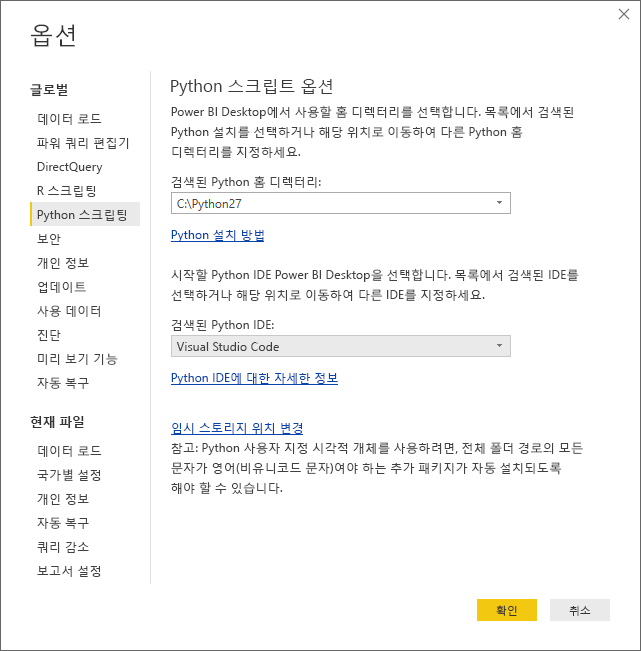 옵션
글로벌
데이터 로드
파워 쿼리 편집기
DirectQuery
R 스크립팅
Python 스크립팅
보안
개인 정보
업데이트
사용 데이터
진단
미리 보기 기능
자동 복구
현재 파일
데이터 로드
국가별 설정
개인 정보
자동 복구
쿼리 감소
보고서 설정
Python 스크립트 옵션
Power BI Desktop에서 사용할 홈 디렉터리를 선택합니다. 목록에서 검색된
Python 설치를 선택하거나 해당 위치로 이동하여 다른 Python 홈
디렉터리를 지정하세요.
검색된 Python 홈 디렉터리:
C:\Python27
Python 설치 방법
시작할 Python IDE Power BI Desktop을 선택합니다. 목록에서 검색된 IDE를
선택하거나 해당 위치로 이동하여 다른 IDE를 지정하세요.
검색된 Python IDE:
Visual Studio Code
Python IDE에 대한 자세한 정보
임시 스토리지 위치 변경
참고: Python 사용자 지정 시각적 개체를 사용하려면, 전체 폴더 경로의 모든
문자가 영어(비유니코드 문자)여야 하는 추가 패키지가 자동 설치되도록
해야 할 수 있습니다.
확인
취소